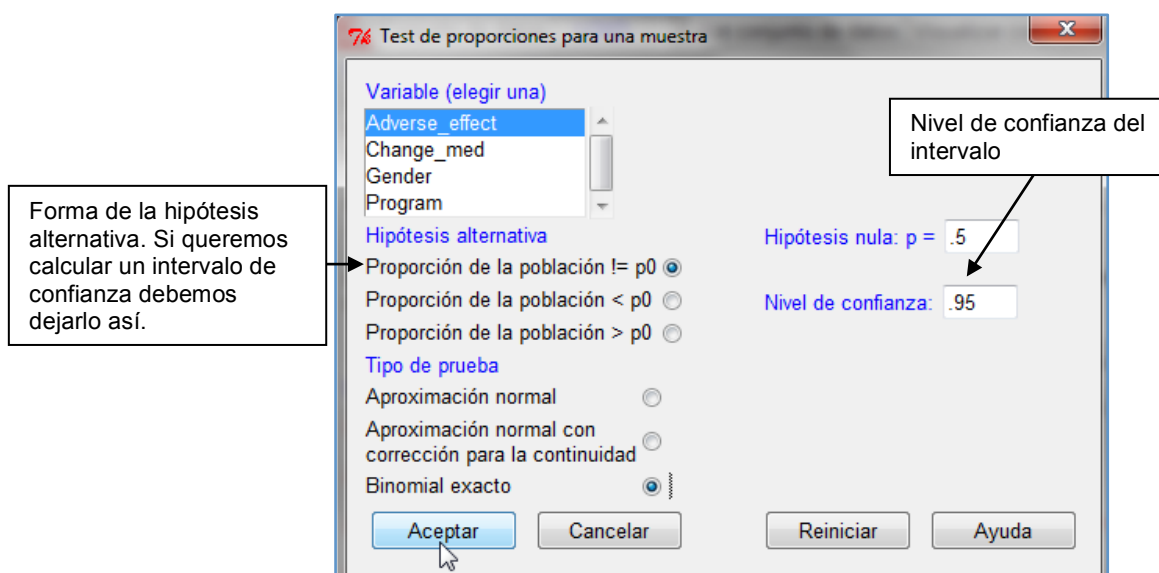 Test de proporciones para una muestra
Variable (elegir una)
Adverse_effect
Change_med
Gender
Program
Nivel de confianza del
intervalo
Forma de la hipótesis
alternativa. Si queremos
calcular un intervalo de
confianza debemos
dejarlo así.
Hipótesis alternativa
Proporción de la población != p0
Proporción de la población < p0
Proporción de la población > p0
Hipótesis nula: p = .5
Nivel de confianza: .95
Tipo de prueba
Aproximación normal
Aproximación normal con
corrección para la continuidad
Binomial exacto
Aceptar
Cancelar
Reiniciar
Ayuda